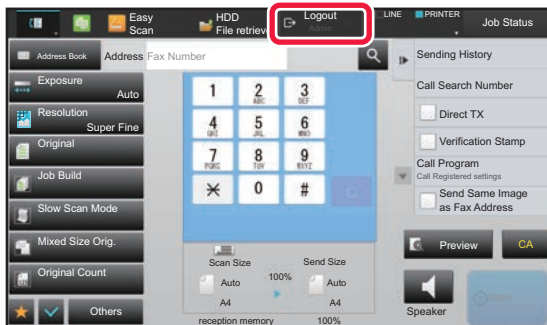 Easy
Scan
HDD
File retrieve
Logout
Admin
LINE
PRINTER
Job Status
Address Book
Address
Fax Number
Sending History
Exposure
Auto
Call Search Number
Resolution
Super Fine
Direct TX
Original
Verification Stamp
Job Build
Call Program
Call Registered settings
Slow Scan Mode
Send Same Image
as Fax Address
Mixed Size Orig.
Original Count
Others
1
2
ABC
3
DEF
4
GHI
5
JKL
6
MNO
7
PQRS
8
TUV
9
WXYZ
0
#
C
Scan Size
Send Size
Auto
100%
Auto
A4
A4
reception memory
100%
Preview
CA
Speaker
Start